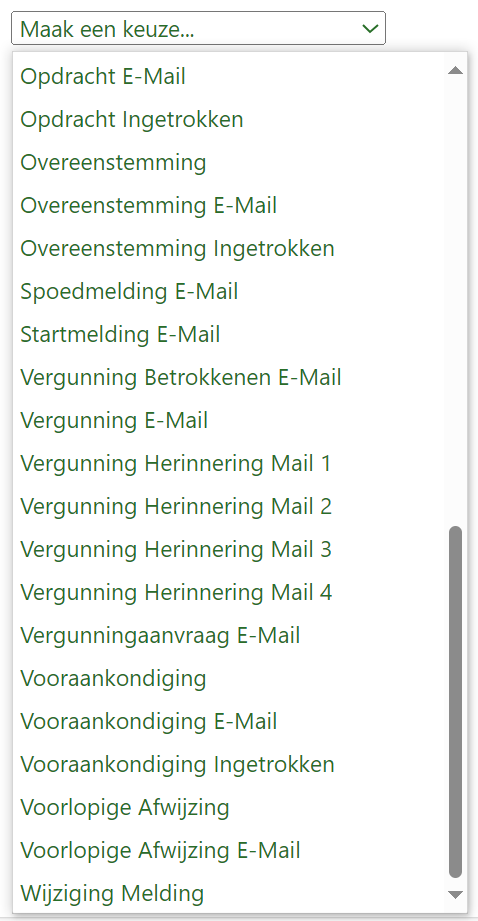 Maak een keuze...
Opdracht E-Mail
Opdracht Ingetrokken
Overeenstemming
Overeenstemming E-Mail
Overeenstemming Ingetrokken
Spoedmelding E-Mail
Startmelding E-Mail
Vergunning Betrokkenen E-Mail
Vergunning E-Mail
Vergunning Herinnering Mail 1
Vergunning Herinnering Mail 2
Vergunning Herinnering Mail 3
Vergunning Herinnering Mail 4
Vergunningaanvraag E-Mail
Vooraankondiging
Vooraankondiging E-Mail
Vooraankondiging Ingetrokken
Voorlopige Afwijzing
Voorlopige Afwijzing E-Mail
Wijziging Melding